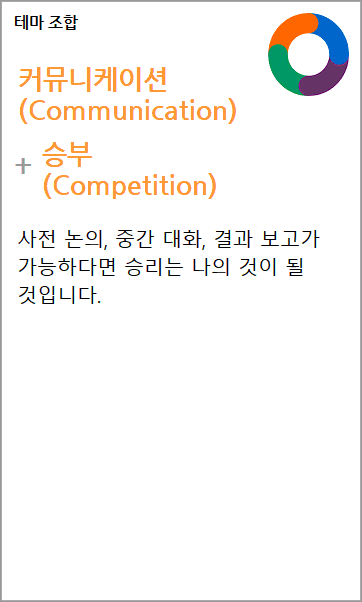 테마 조합
커뮤니케이션
(Communication)
+ 승부
(Competition)
사전 논의, 중간 대화, 결과 보고가
가능하다면 승리는 나의 것이 될
것입니다.